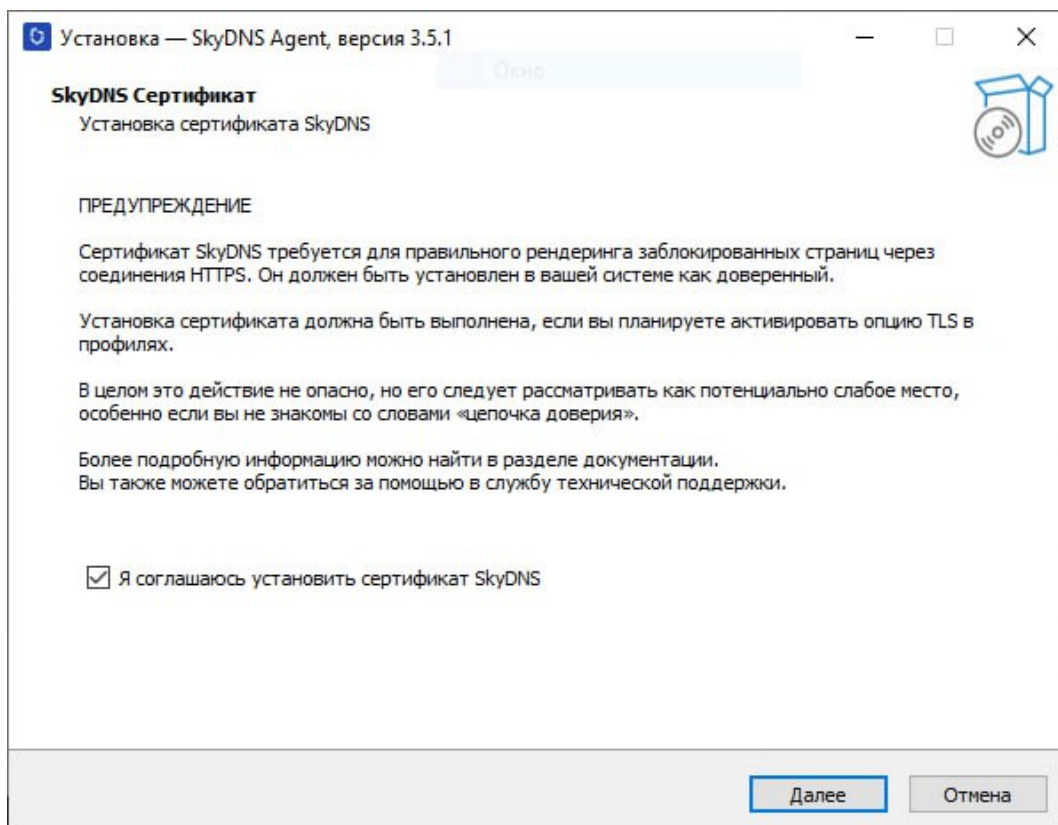 Установка — SkyDNS Agent, версия 3.5.1
Окно
SkyDNS Сертификат
Установка сертификата SkyDNS
ПРЕДУПРЕЖДЕНИЕ
Сертификат SkyDNS требуется для правильного рендеринга заблокированных страниц через
соединения HTTPS. Он должен быть установлен в вашей системе как доверенный.
Установка сертификата должна быть выполнена, если вы планируете активировать опцию TLS в
профилях.
В целом это действие не опасно, но его следует рассматривать как потенциально слабое место,
особенно если вы не знакомы со словами «цепочка доверия».
Более подробную информацию можно найти в разделе документации.
Вы также можете обратиться за помощью в службу технической поддержки.
Я соглашаюсь установить сертификат SkyDNS
Далее
Отмена